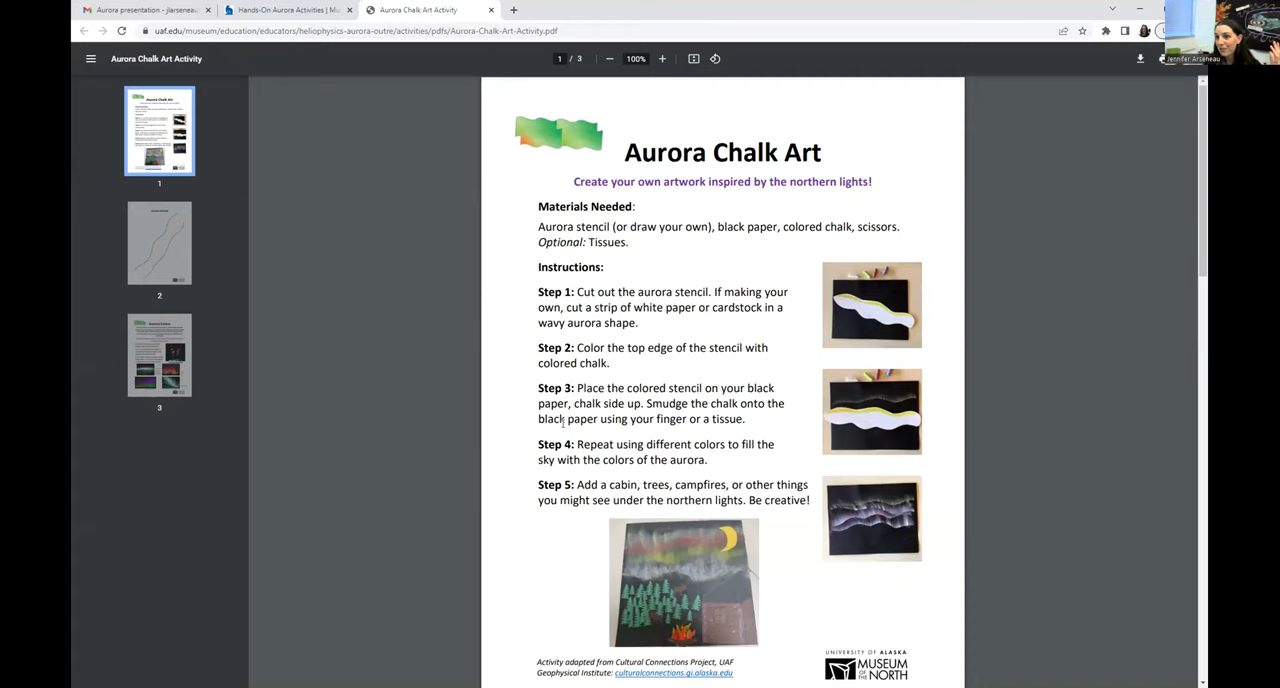 Aurora presentation - jlarseneau
Hands-On Aurora Activities | Mu
Aurora Chalk Art Activity
uaf.edu/museum/education/educators/heliophysics-aurora-outre/activities/pdfs/Aurora-Chalk-Art-Activity.pdf
Aurora Chalk Art Activity
1 / 3
100%
Jennifer Arseneau
1
2
3
Aurora Chalk Art
Create your own artwork inspired by the northern lights!
Materials Needed:
Aurora stencil (or draw your own), black paper, colored chalk, scissors.
Optional: Tissues.
Instructions:
Step 1: Cut out the aurora stencil. If making your
own, cut a strip of white paper or cardstock in a
wavy aurora shape.
Step 2: Color the top edge of the stencil with
colored chalk.
Step 3: Place the colored stencil on your black
paper, chalk side up. Smudge the chalk onto the
black paper using your finger or a tissue.
Step 4: Repeat using different colors to fill the
sky with the colors of the aurora.
Step 5: Add a cabin, trees, campfires, or other things
you might see under the northern lights. Be creative!
Activity adapted from Cultural Connections Project, UAF
Geophysical Institute: culturalconnections.gi.alaska.edu
UNIVERSITY OF ALASKA
MUSEUM
OF THE NORTH